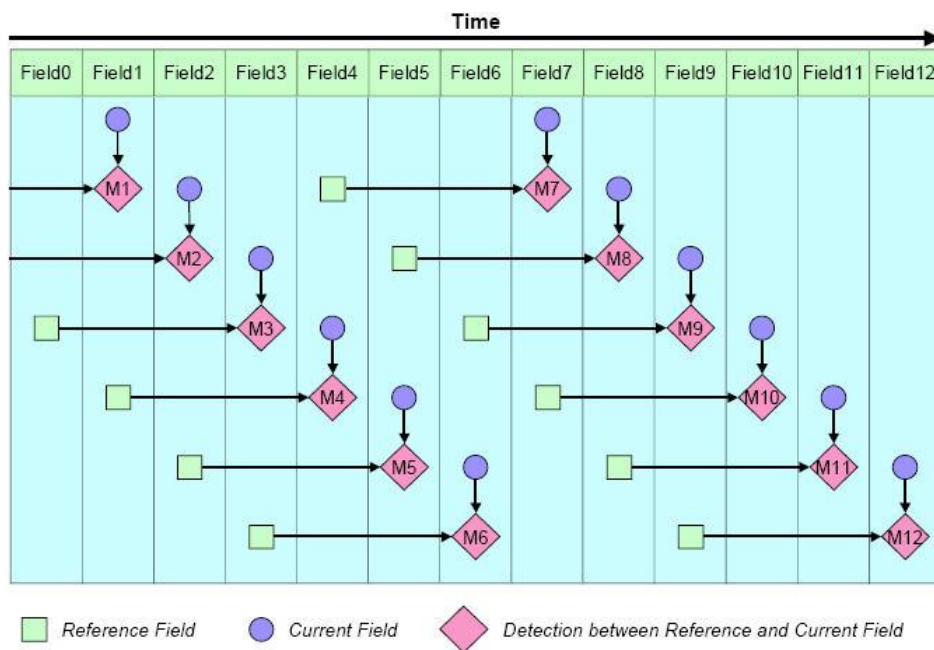 Time
Field0 Field1 Field2 Field3 Field4 Field5 Field6 Field7 Field8 Field9 Field10 Field11 Field12
M1 M7
M2 M8
M3 M9
M4 M10
M5 M11
M6 M12
Reference Field Current Field Detection between Reference and Current Field